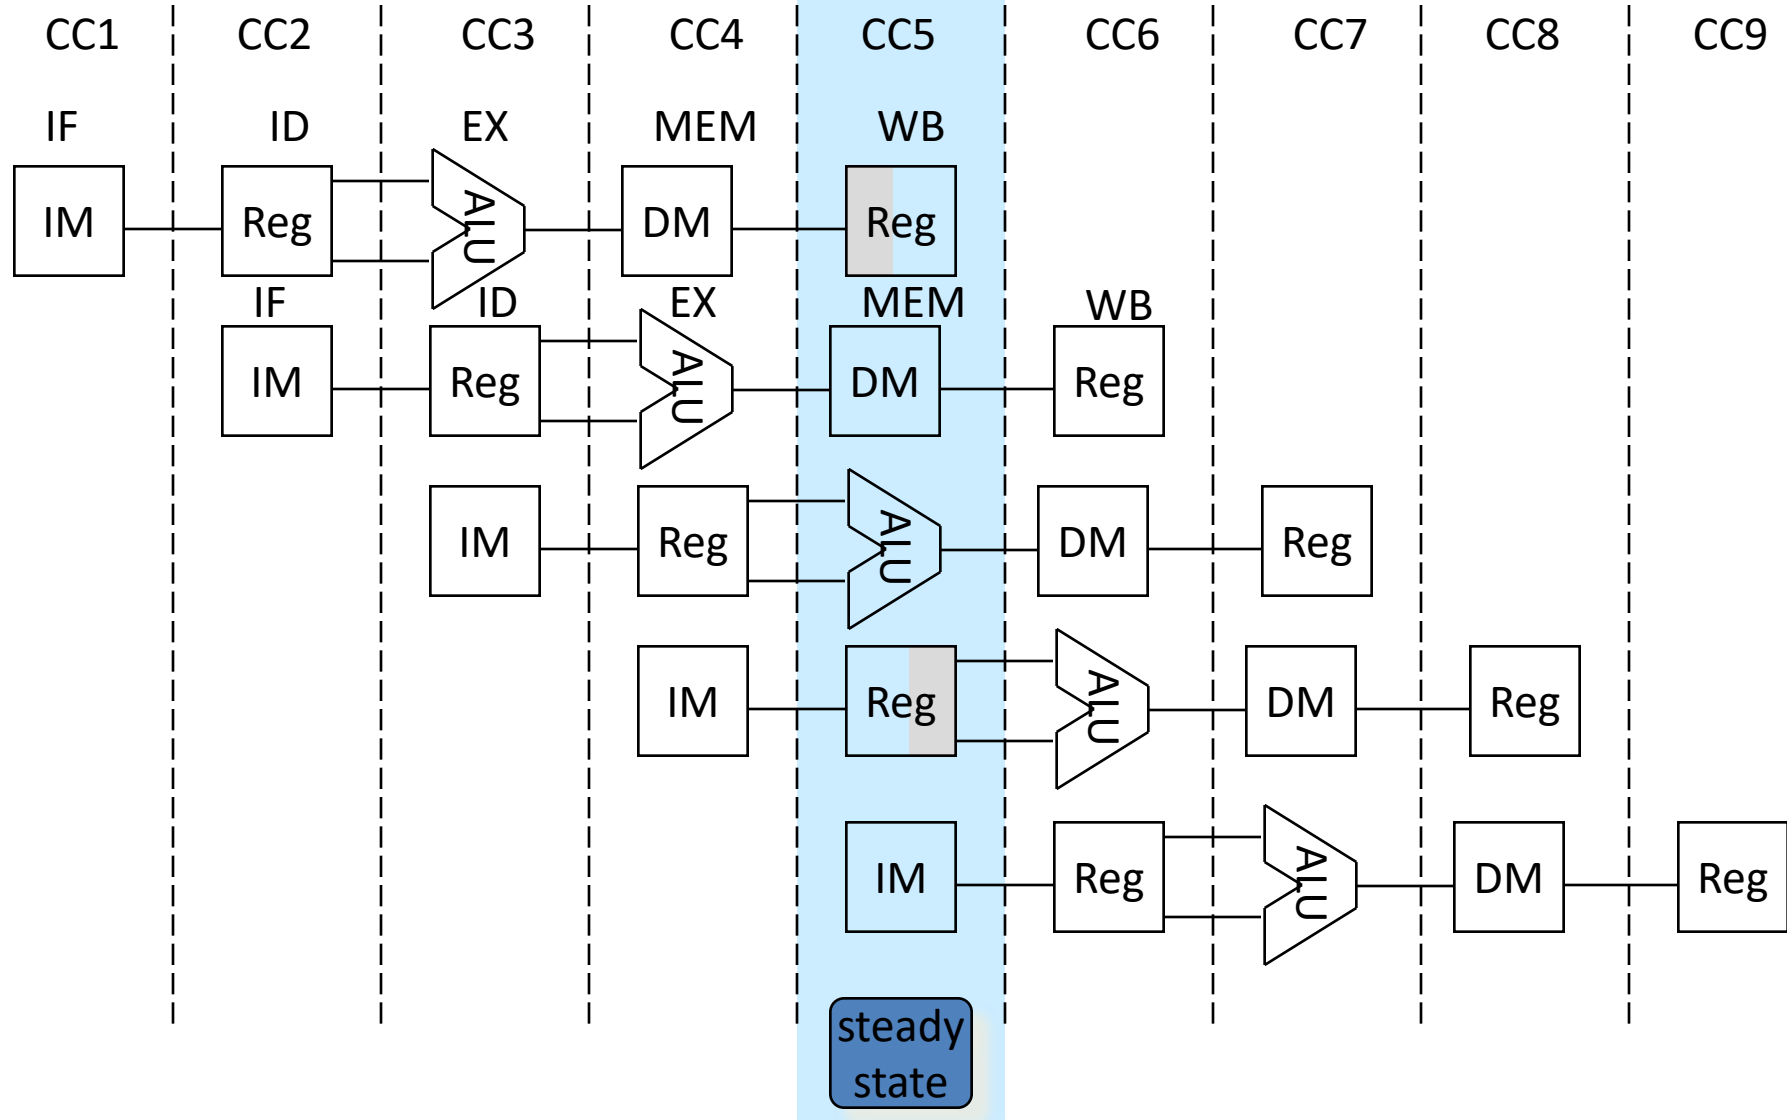 CC1 CC2 CC3 CC4 CC5 CC6 CC7 CC8 CC9
IF ID EX MEM WB
IM Reg ALU DM Reg
IF ID EX MEM WB
IM Reg ALU DM Reg
IM Reg ALU DM Reg
IM Reg ALU DM Reg
IM Reg ALU DM Reg
steady
state